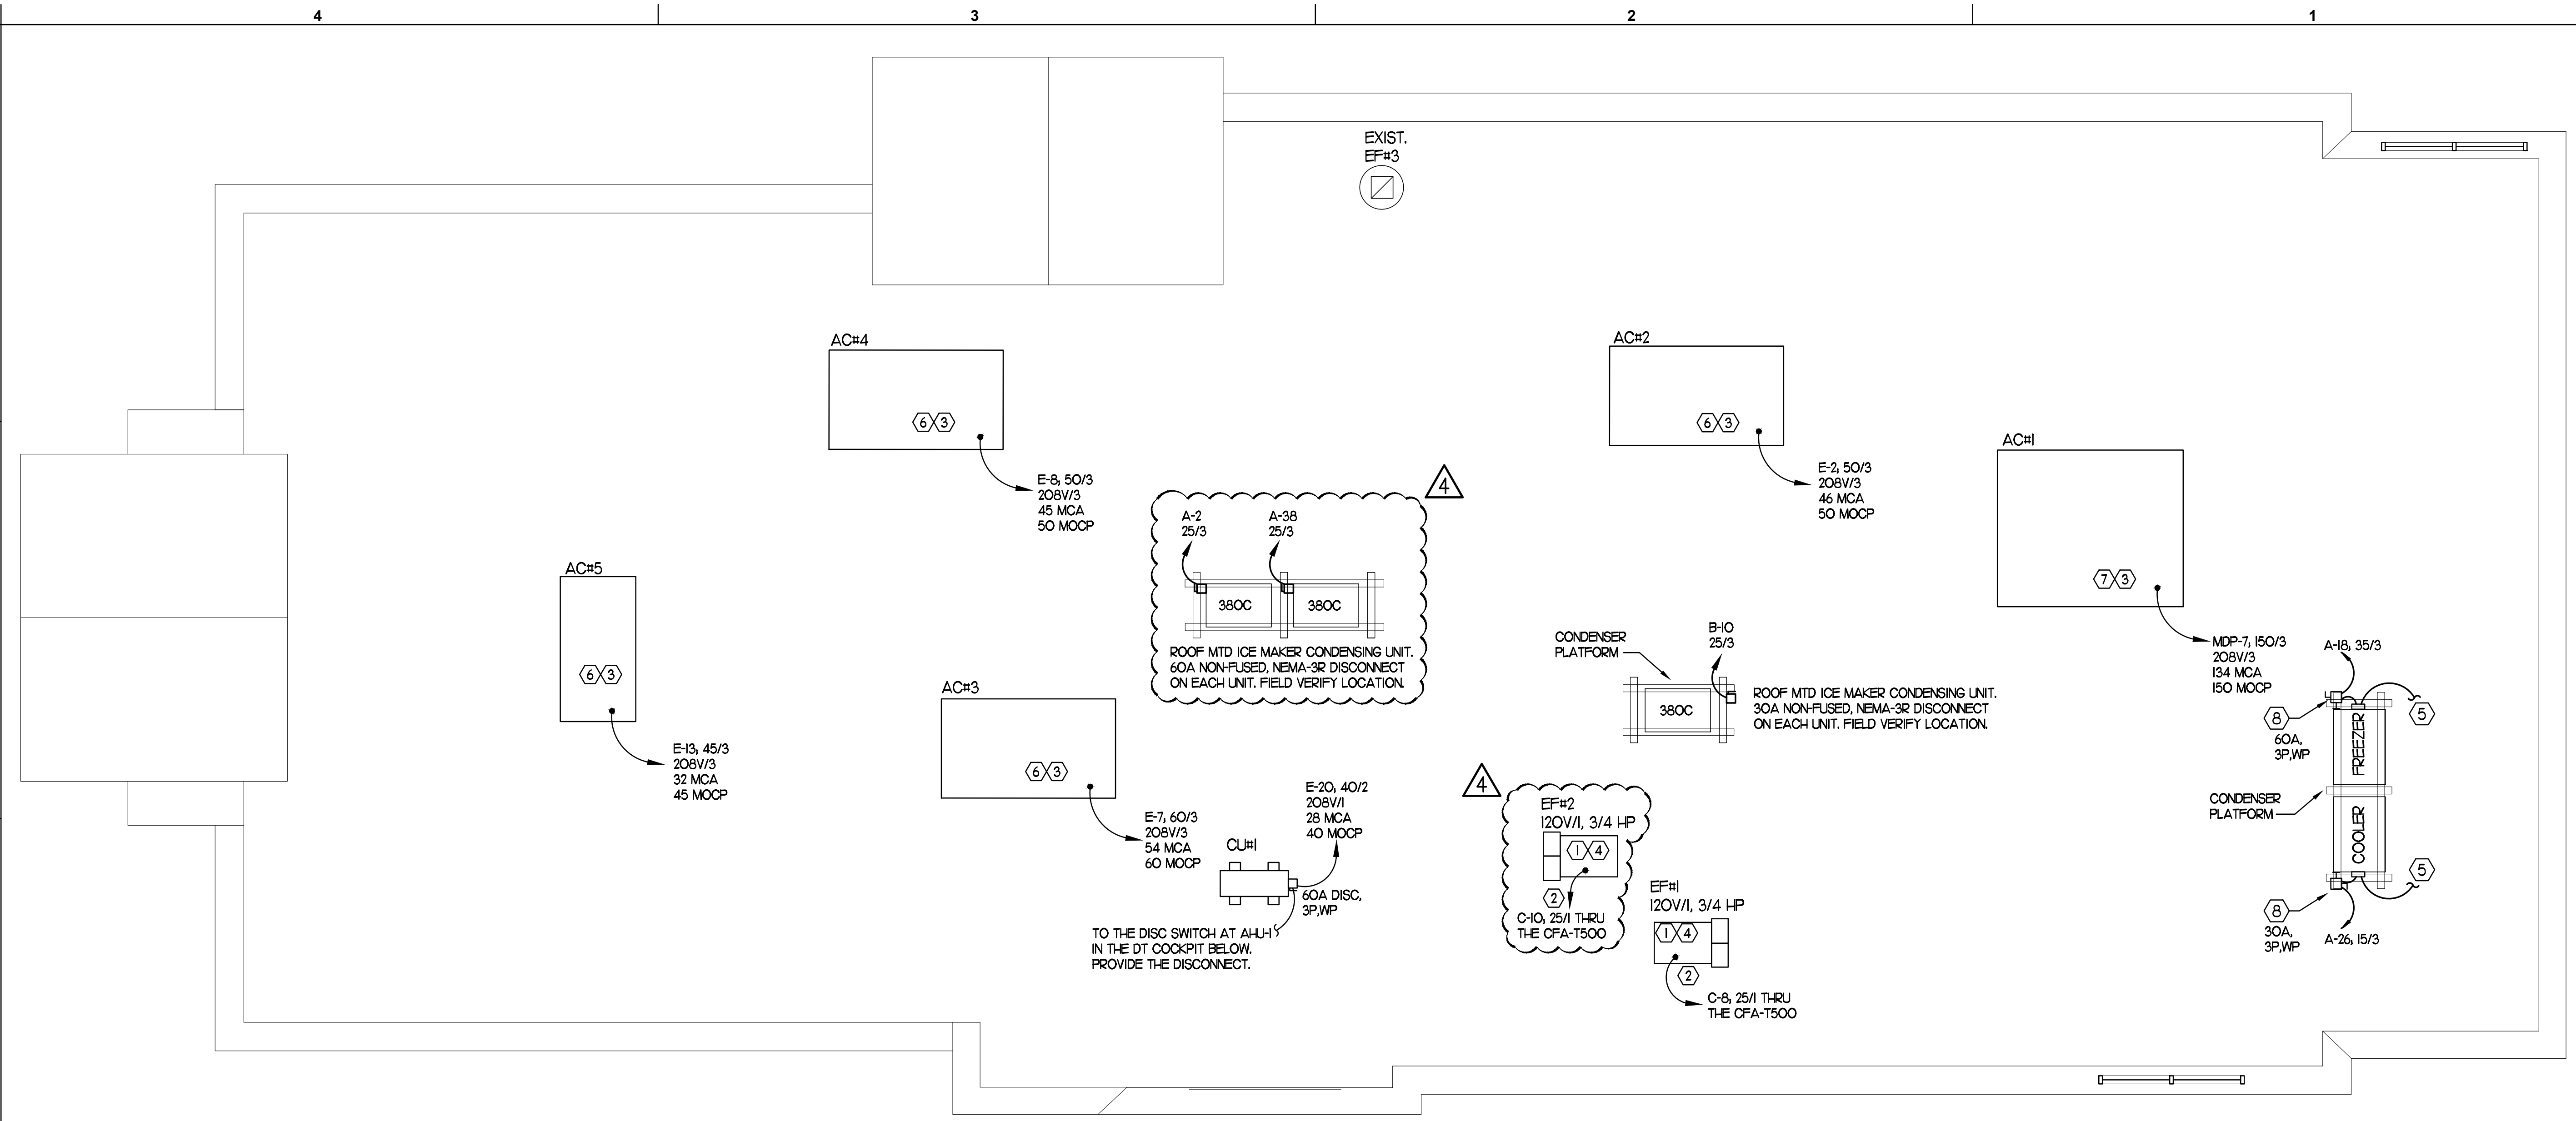 4
3
2
1
EXIST.
EF#3
AC#4
6
3
E-8, 50/3
208V/3
45 MCA
50 MOCP
AC#2
6
3
E-2, 50/3
208V/3
46 MCA
50 MOCP
AC#1
7
3
MDP-7, 150/3
208V/3
134 MCA
150 MOCP
4
A-2
25/3
A-38
25/3
380C
380C
ROOF MTD ICE MAKER CONDENSING UNIT.
60A NON-FUSED, NEMA-3R DISCONNECT
ON EACH UNIT. FIELD VERIFY LOCATION.
AC#5
6
3
E-13, 45/3
208V/3
32 MCA
45 MOCP
AC#3
6
3
E-7, 60/3
208V/3
54 MCA
60 MOCP
CONDENSER
PLATFORM
B-10
25/3
380C
ROOF MTD ICE MAKER CONDENSING UNIT.
30A NON-FUSED, NEMA-3R DISCONNECT
ON EACH UNIT. FIELD VERIFY LOCATION.
A-18, 35/3
8
60A,
3P,WP
5
FREEZER
CONDENSER
PLATFORM
COOLER
5
8
30A,
3P,WP
A-26, 15/3
E-20, 40/2
208V/1
28 MCA
40 MOCP
CU#1
60A DISC,
3P,WP
TO THE DISC SWITCH AT AHU-1
IN THE DT COCKPIT BELOW.
PROVIDE THE DISCONNECT.
4
EF#2
120V/1, 3/4 HP
1
4
2
C-10, 25/1 THRU
THE CFA-T500
EF#1
120V/1, 3/4 HP
1
4
2
C-8, 25/1 THRU
THE CFA-T500